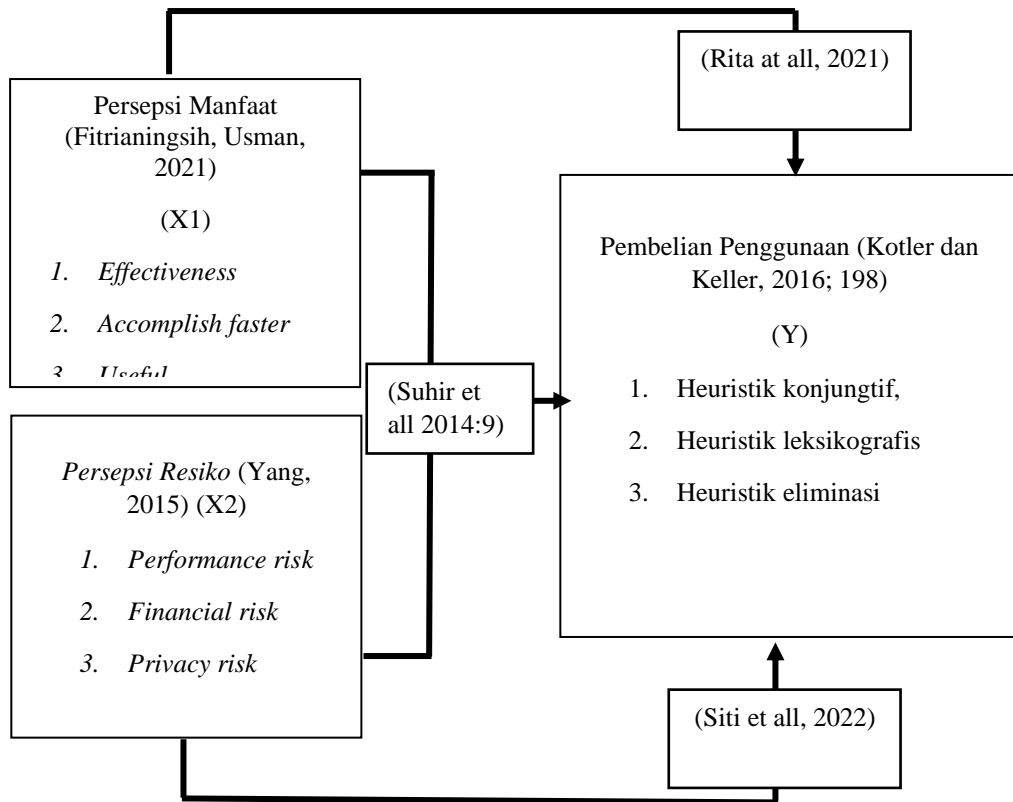 (Rita at all, 2021)
Persepsi Manfaat
(Fitrianingsih, Usman,
2021)
(X1)
1. Effectiveness
2. Accomplish faster
3. Useful
(Suhir et
all 2014:9)
Persepsi Resiko (Yang,
2015) (X2)
1. Performance risk
2. Financial risk
3. Privacy risk
Pembelian Penggunaan (Kotler dan
Keller, 2016; 198)
(Y)
1. Heuristik konjungtif,
2. Heuristik leksikografis
3. Heuristik eliminasi
(Siti et all, 2022)